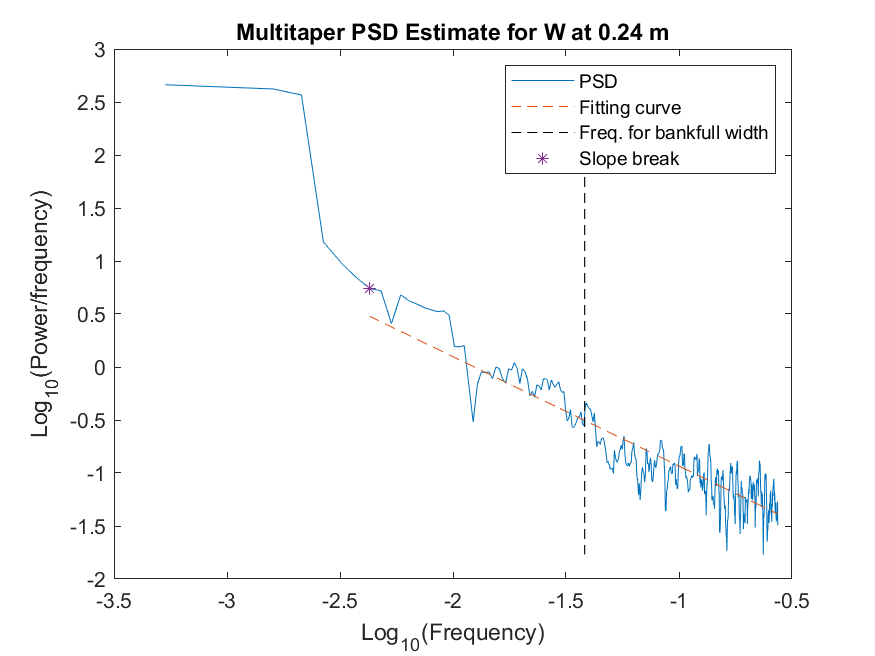 Multitaper PSD Estimate for W at 0.24 m
3
2.5
2
1.5
1
0.5
0
-0.5
-1
-1.5
-2
Log10(Power/frequency)
PSD
Fitting curve
Freq. for bankfull width
Slope break
-3.5 -3 -2.5 -2 -1.5 -1 -0.5
Log10(Frequency)